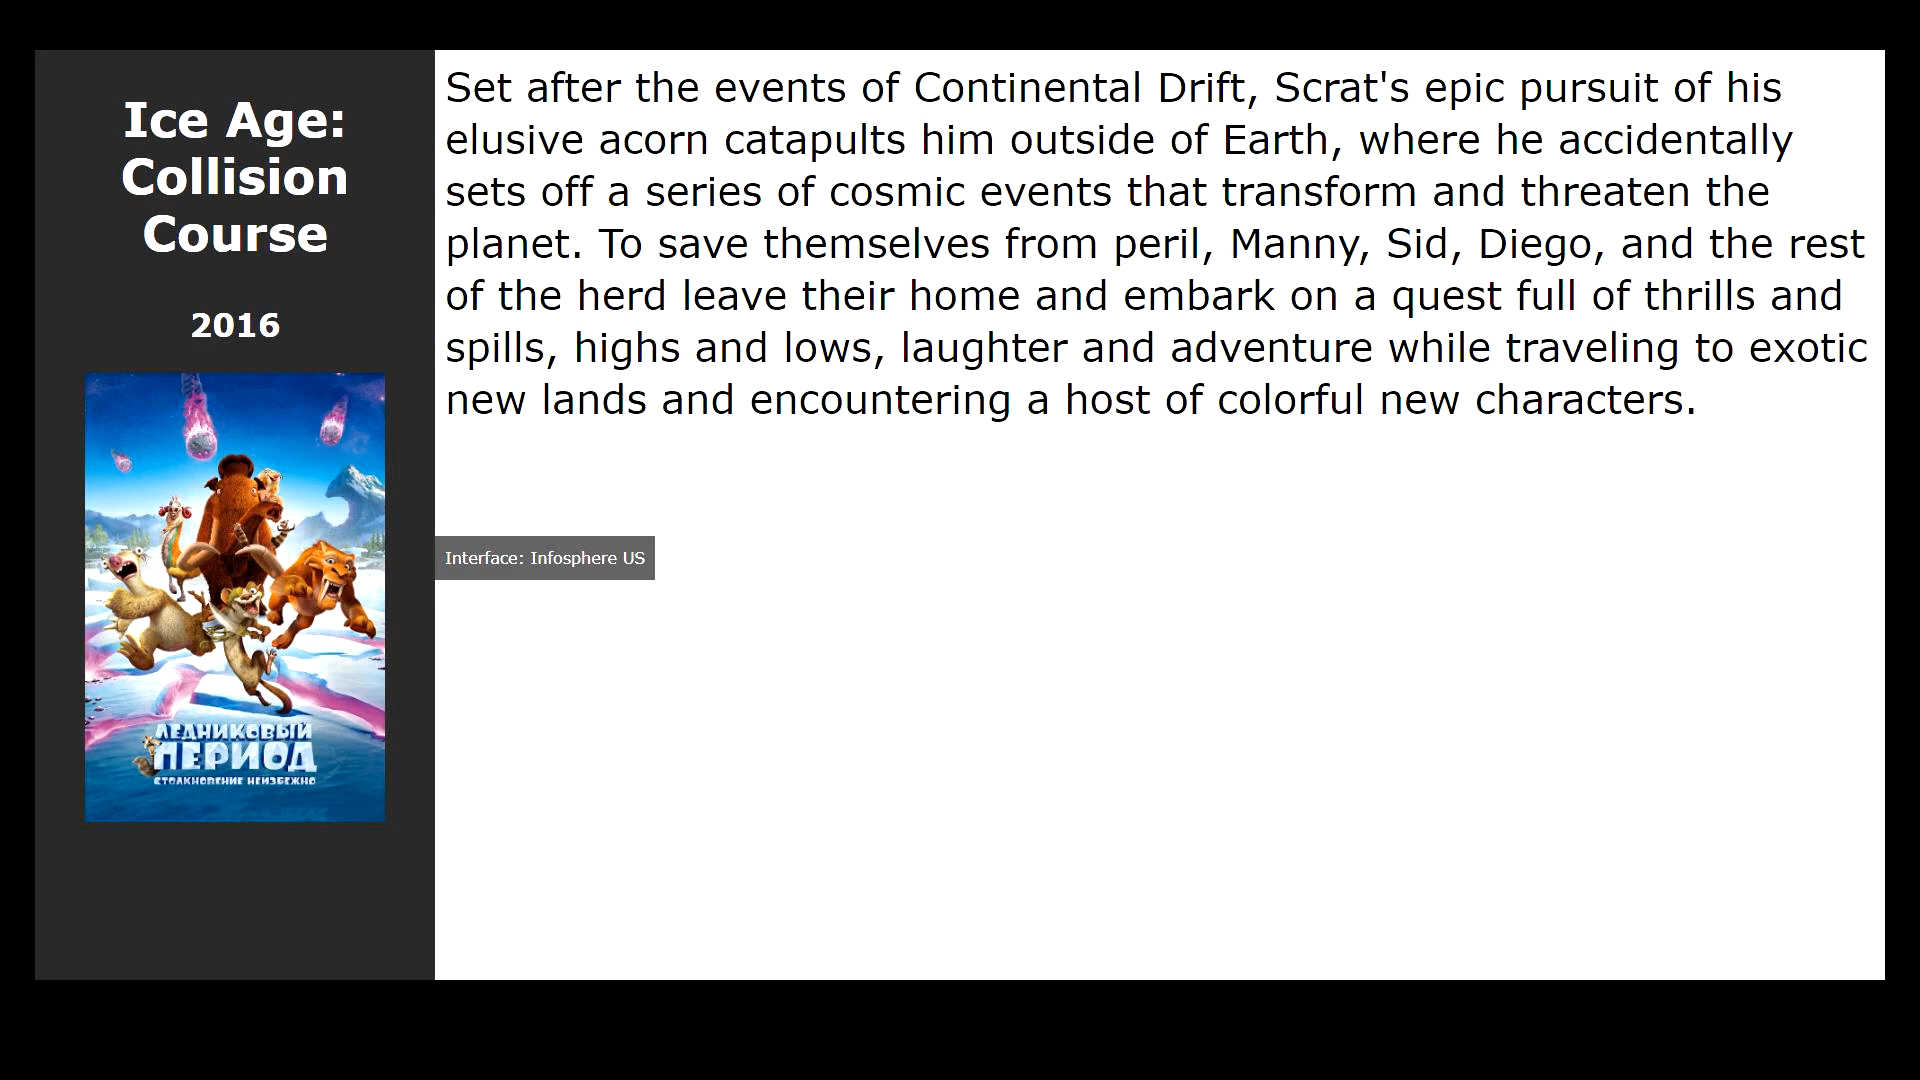 Ice Age:
Collision
Course
2016
ЛЕДНИКОВЫЙ
ПЕРИОД
СТОЛКНОВЕНИЕ НЕИЗБЕЖНО
Set after the events of Continental Drift, Scrat's epic pursuit of his
elusive acorn catapults him outside of Earth, where he accidentally
sets off a series of cosmic events that transform and threaten the
planet. To save themselves from peril, Manny, Sid, Diego, and the rest
of the herd leave their home and embark on a quest full of thrills and
spills, highs and lows, laughter and adventure while traveling to exotic
new lands and encountering a host of colorful new characters.
Interface: Infosphere US